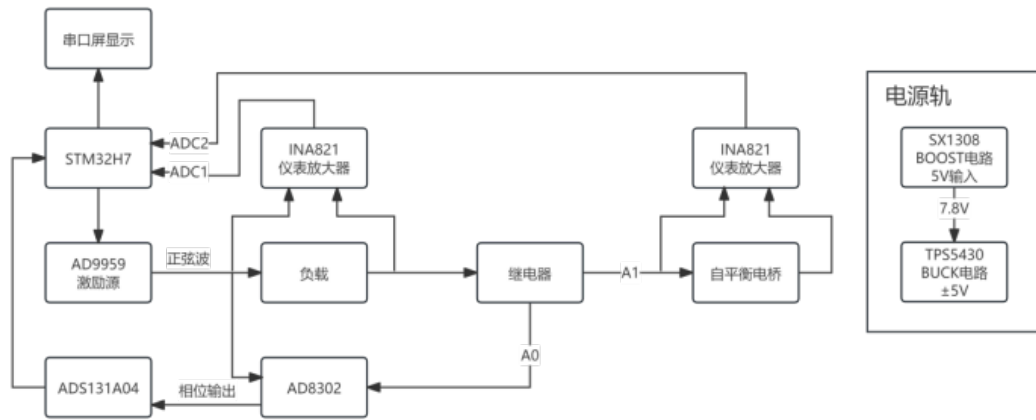 串口屏显示
电源轨
STM32H7
ADC2
ADC1
INA821
仪表放大器
INA821
仪表放大器
SX1308
BOOST电路
5V输入
7.8V
AD9959
激励源
正弦波
负载
继电器
A1
自平衡电桥
TPS5430
BUCK电路
±5V
A0
ADS131A04
相位输出
AD8302